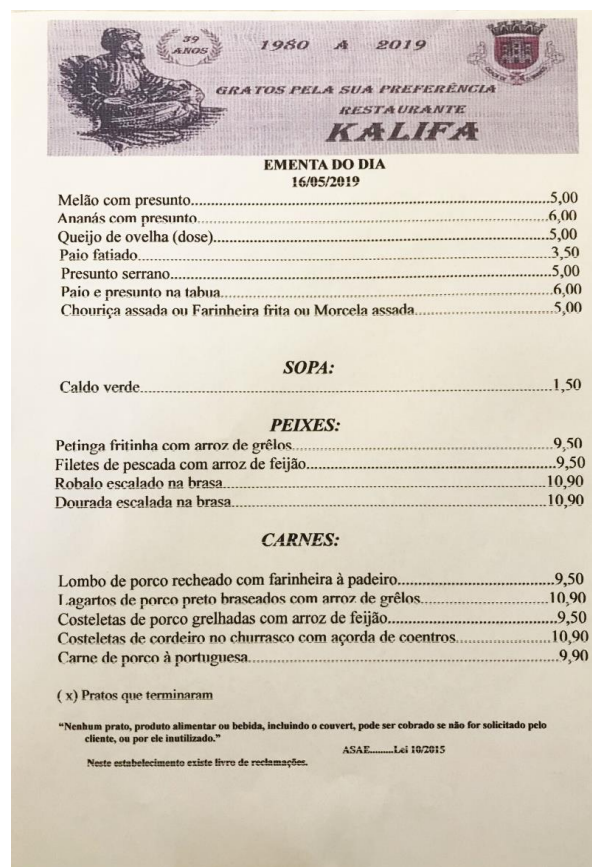 39
ANOS
1980 A 2019
GRATOS PELA SUA PREFERÊNCIA
RESTAURANTE
KALIFA
EMENTA DO DIA
16/05/2019
Melão com presunto....................................................................................5,00
Ananás com presunto..................................................................................6,00
Queijo de ovelha (dose)...............................................................................5,00
Paio fatiado...........................................................................................3,50
Presunto serrano.......................................................................................5,00
Paio e presunto na tabua..............................................................................6,00
Chouriça assada ou Farinheira frita ou Morcela assada................................5,00
SOPA:
Caldo verde...........................................................................................1,50
PEIXES:
Petinga fritinha com arroz de grêlos..........................................................9,50
Filetes de pescada com arroz de feijão.......................................................9,50
Robalo escalado na brasa........................................................................10,90
Dourada escalada na brasa......................................................................10,90
CARNES:
Lombo de porco recheado com farinheira à padeiro...................................9,50
Lagartos de porco preto braseados com arroz de grêlos.............................10,90
Costeletas de porco grelhadas com arroz de feijão.....................................9,50
Costeletas de cordeiro no churrasco com açorda de coentros.....................10,90
Carne de porco à portuguesa.....................................................................9,90
( x) Pratos que terminaram
“Nenhum prato, produto alimentar ou bebida, incluindo o couvert, pode ser cobrado se não for solicitado pelo
cliente, ou por ele inutilizado.”
ASAE.........Lei 10/2015
Neste estabelecimento existe livro de reclamações.